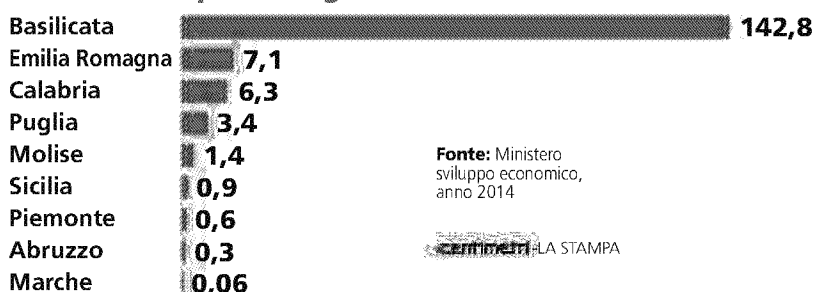 Basilicata 142,8
Emilia Romagna 7,1
Calabria 6,3
Puglia 3,4
Molise 1,4
Sicilia 0,9
Piemonte 0,6
Abruzzo 0,3
Marche 0,06
Fonte: Ministero
sviluppo economico,
anno 2014
centimetri-LA STAMPA